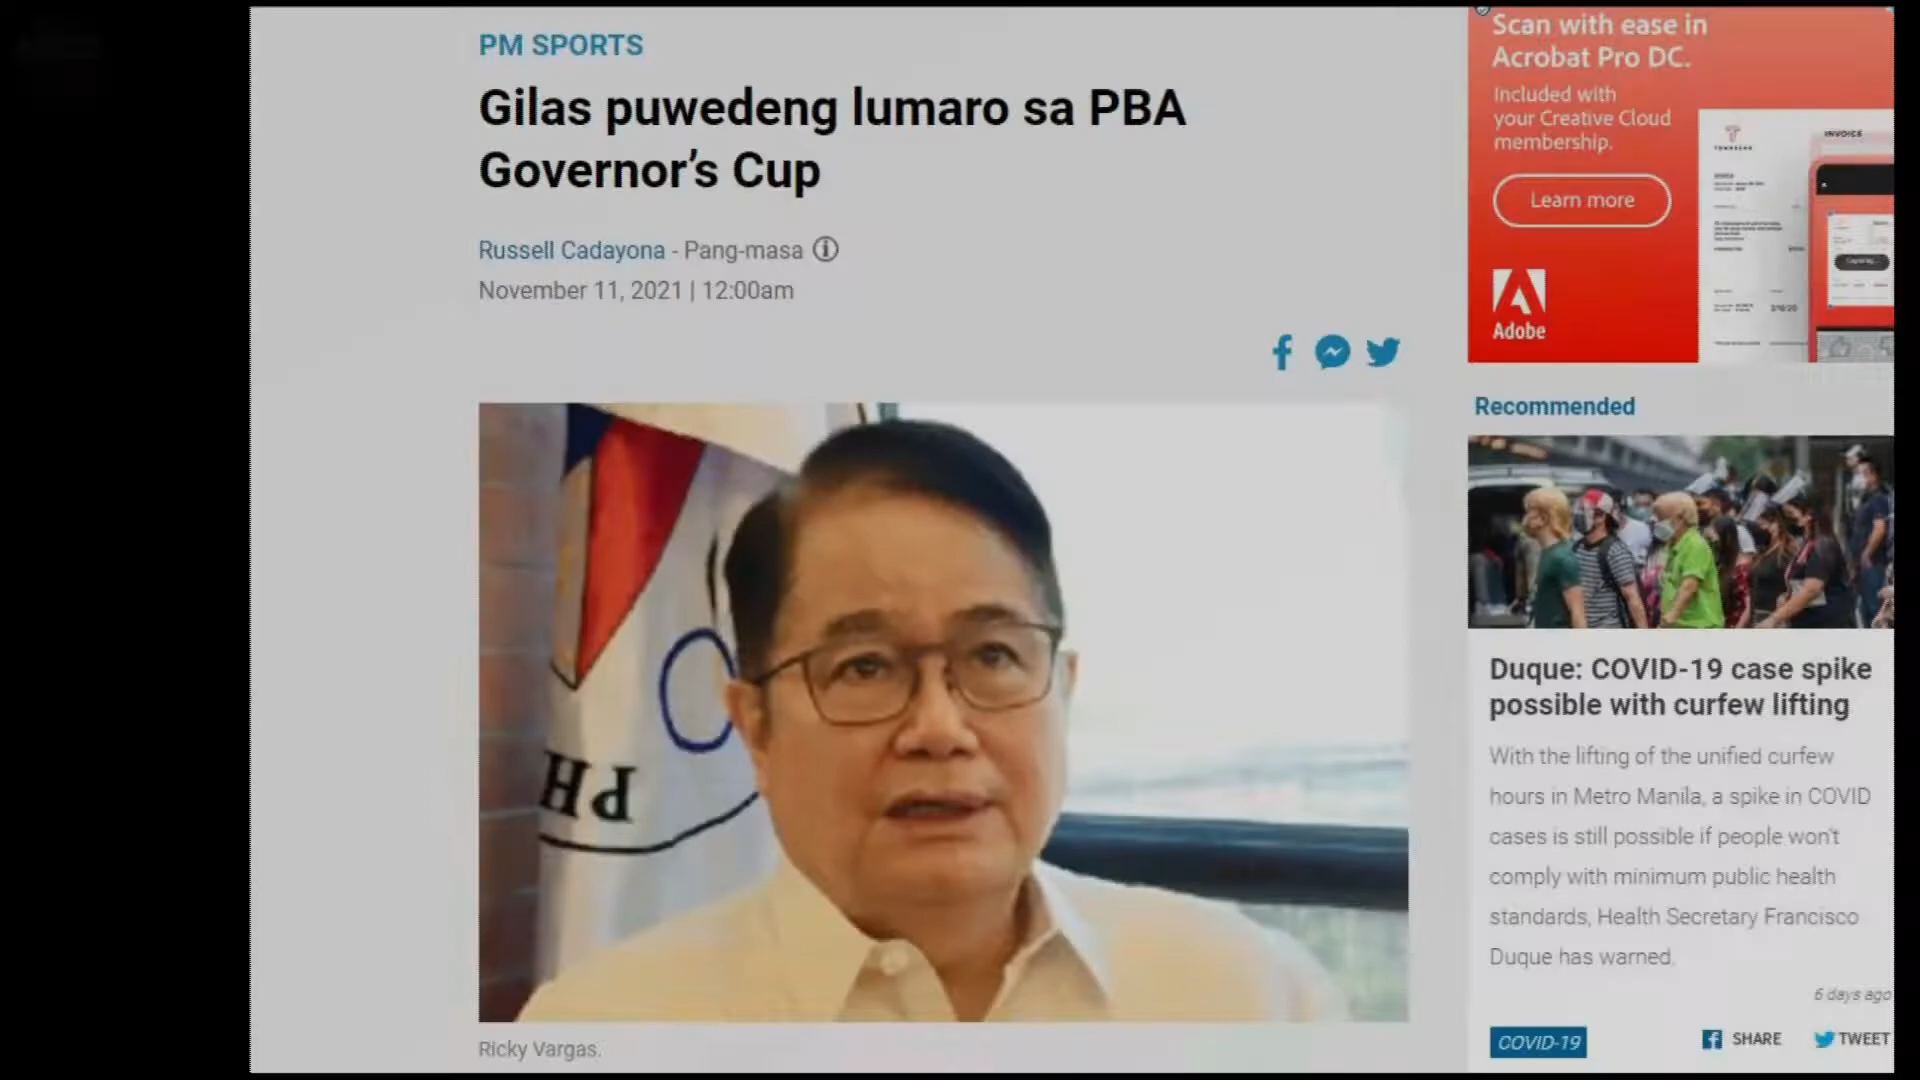 PM SPORTS
Gilas puwedeng lumaro sa PBA
Governor's Cup
Russell Cadayona - Pang-masa
November 11, 2021 | 12:00am
PH
Ricky Vargas.
Scan with ease in
Acrobat Pro DC.
Included with
your Creative Cloud
membership.
Learn more
Adobe
INVOICE
Recommended
Duque: COVID-19 case spike
possible with curfew lifting
With the lifting of the unified curfew
hours in Metro Manila, a spike in COVID
cases is still possible if people won't
comply with minimum public health
standards, Health Secretary Francisco
Duque has warned.
6 days ago
COVID-19
SHARE
TWEET